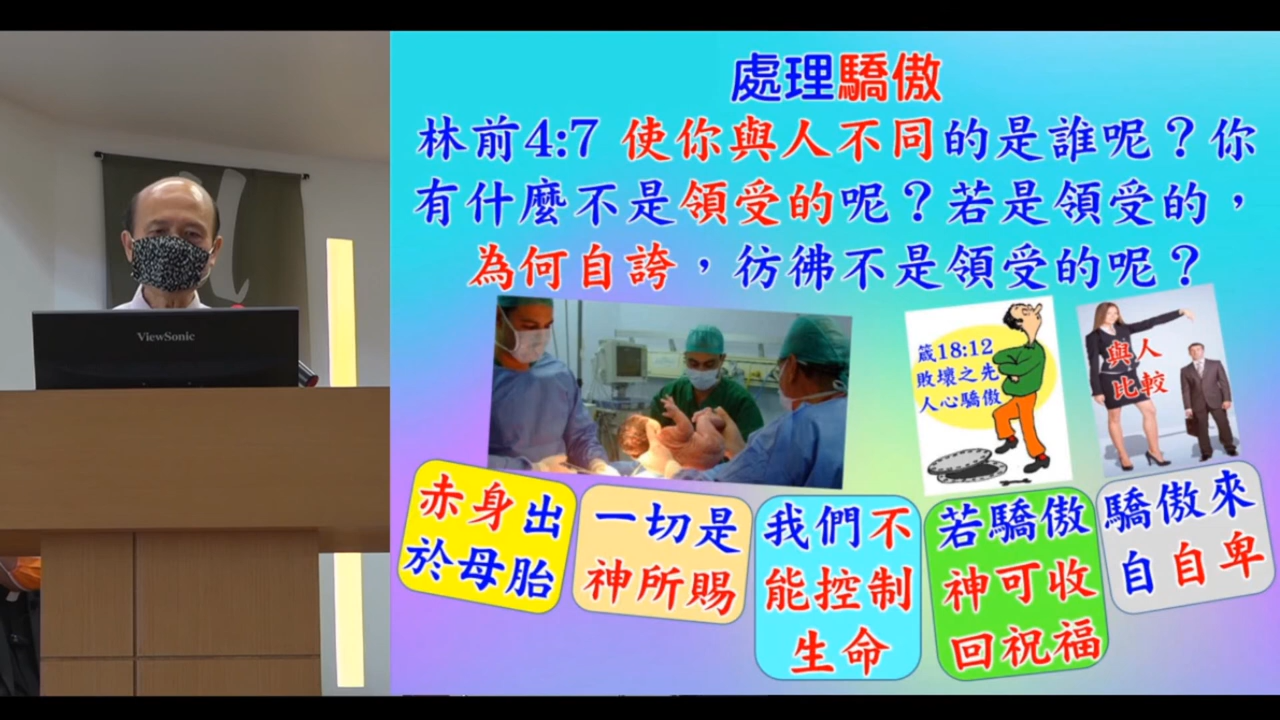 處理驕傲
林前4:7 使你與人不同的是誰呢？你
有什麼不是領受的呢？若是領受的，
為何自誇，彷彿不是領受的呢？
箴18:12
敗壞之先
人心驕傲
與人
比較
赤身出
於母胎
一切是
神所賜
我們不
能控制
生命
若驕傲
神可收
回祝福
驕傲來
自自卑
ViewSonic